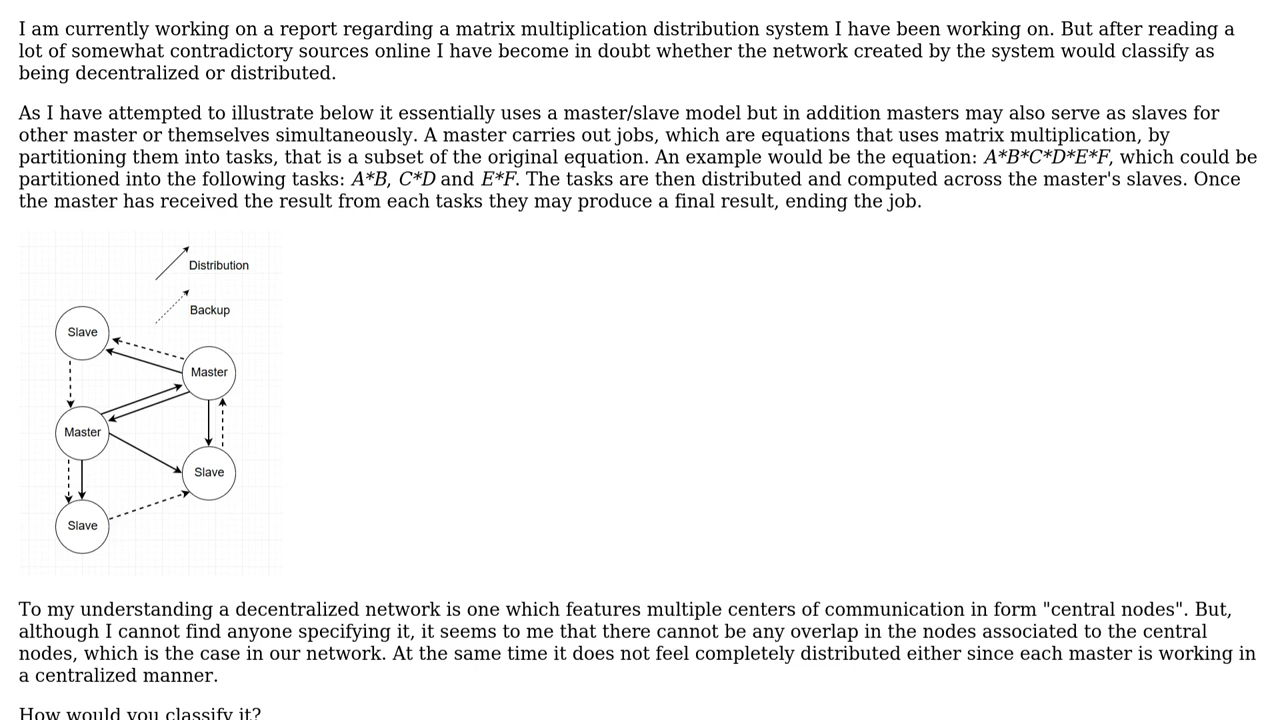 I am currently working on a report regarding a matrix multiplication distribution system I have been working on. But after reading a
lot of somewhat contradictory sources online I have become in doubt whether the network created by the system would classify as
being decentralized or distributed.
As I have attempted to illustrate below it essentially uses a master/slave model but in addition masters may also serve as slaves for
other master or themselves simultaneously. A master carries out jobs, which are equations that uses matrix multiplication, by
partitioning them into tasks, that is a subset of the original equation. An example would be the equation: A*B*C*D*E*F, which could be
partitioned into the following tasks: A*B, C*D and E*F. The tasks are then distributed and computed across the master's slaves. Once
the master has received the result from each tasks they may produce a final result, ending the job.
Distribution
Backup
Slave
Master
Master
Slave
Slave
To my understanding a decentralized network is one which features multiple centers of communication in form "central nodes". But,
although I cannot find anyone specifying it, it seems to me that there cannot be any overlap in the nodes associated to the central
nodes, which is the case in our network. At the same time it does not feel completely distributed either since each master is working in
a centralized manner.
How would you classify it?